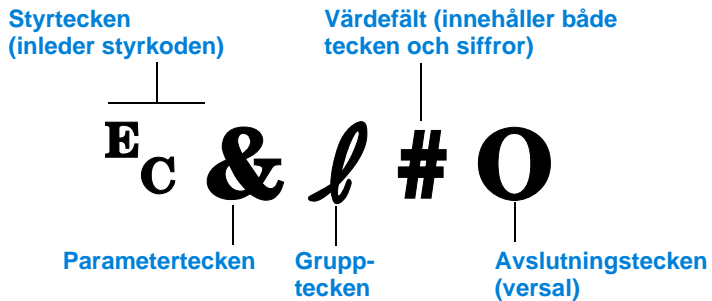 Styrtecken
(inleder styrkoden)
Värdefält (innehåller både
tecken och siffror)
EC & ℓ # O
Parametertecken
Grupp-
tecken
Avslutningstecken
(versal)